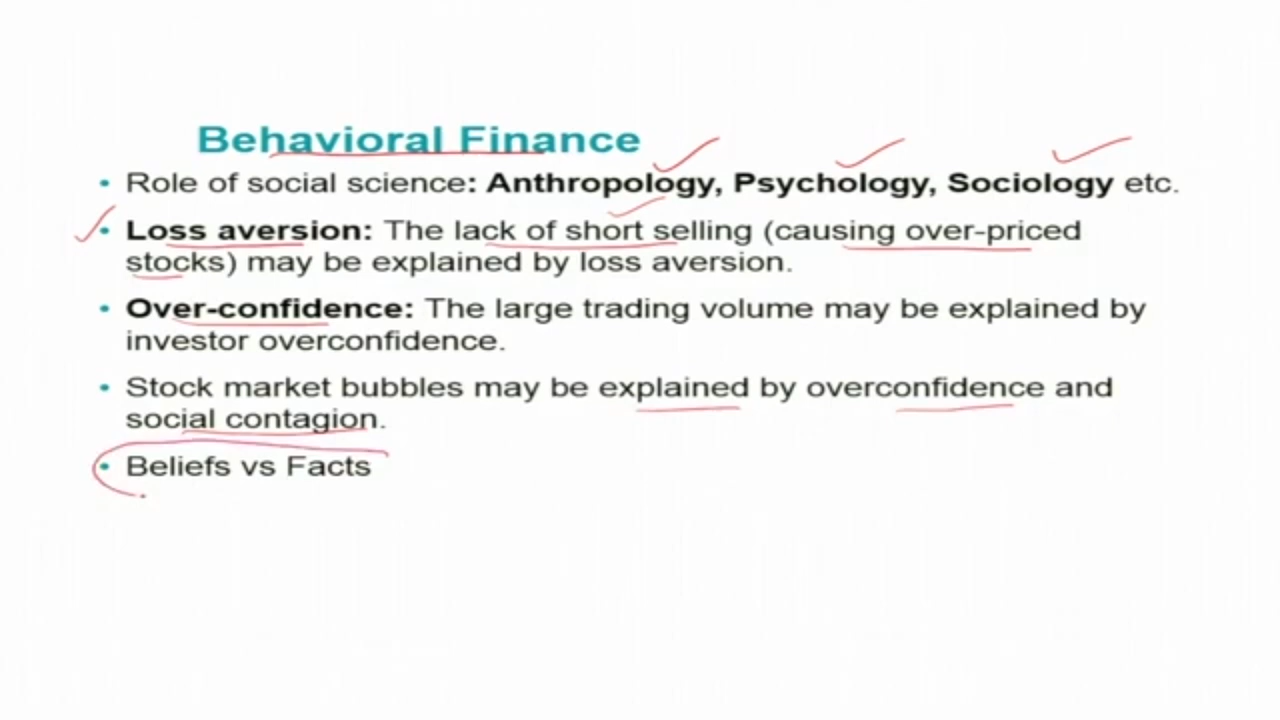 Behavioral Finance
• Role of social science: Anthropology, Psychology, Sociology etc.
• Loss aversion: The lack of short selling (causing over-priced
stocks) may be explained by loss aversion.
• Over-confidence: The large trading volume may be explained by
investor overconfidence.
• Stock market bubbles may be explained by overconfidence and
social contagion.
• Beliefs vs Facts